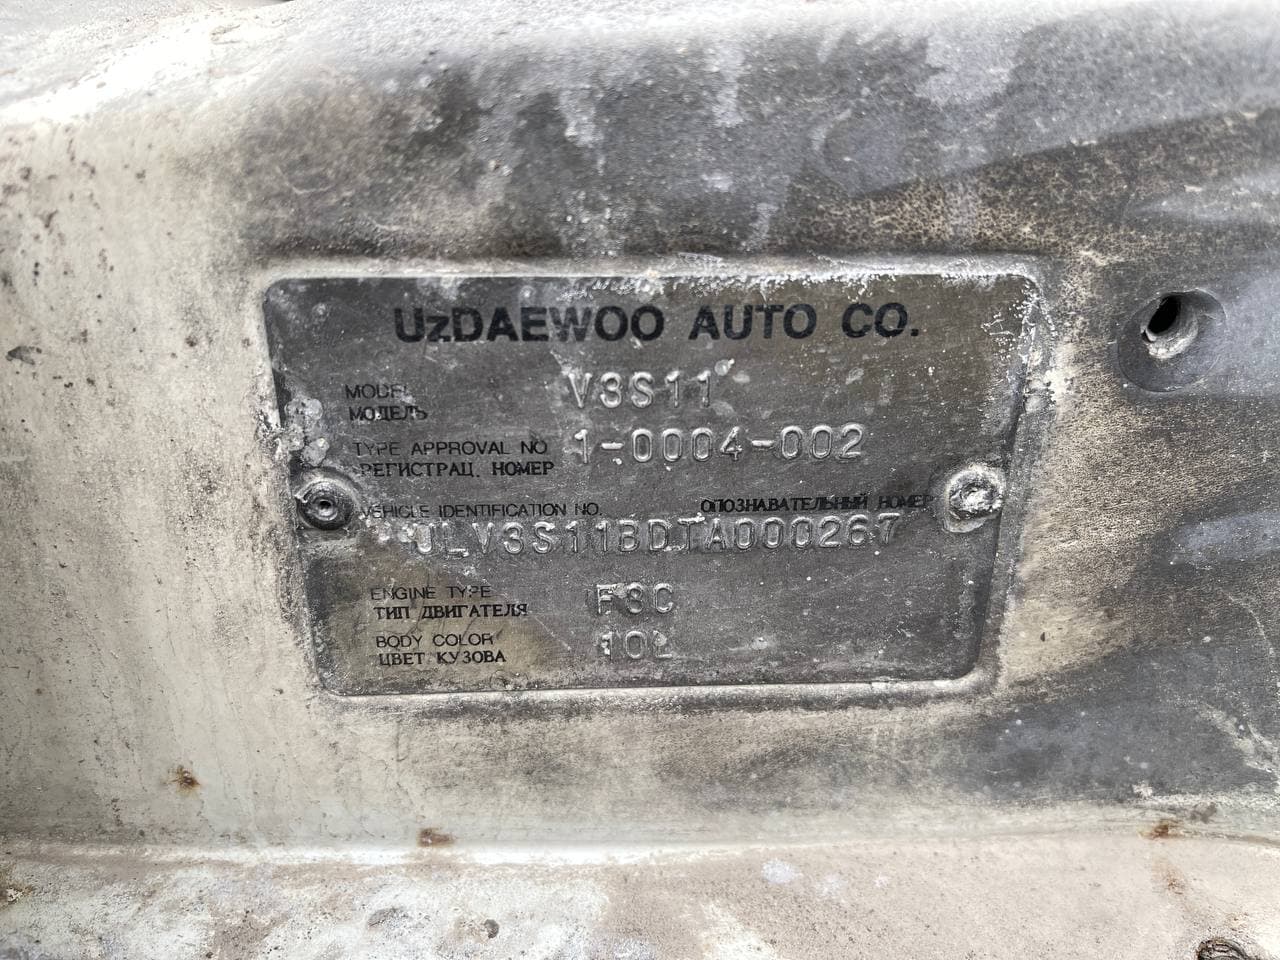 UzDAEWOO AUTO CO.
MODEL V3S11
МОДЕЛЬ
TYPE APPROVAL NO 1-0004-002
РЕГИСТРАЦ. НОМЕР
VEHICLE IDENTIFICATION NO. ОПОЗНАВАТЕЛЬНЫЙ НОМЕР
ULV3S11BDTA000267
ENGINE TYPE F8C
ТИП ДВИГАТЕЛЯ
BODY COLOR 10L
ЦВЕТ КУЗОВА